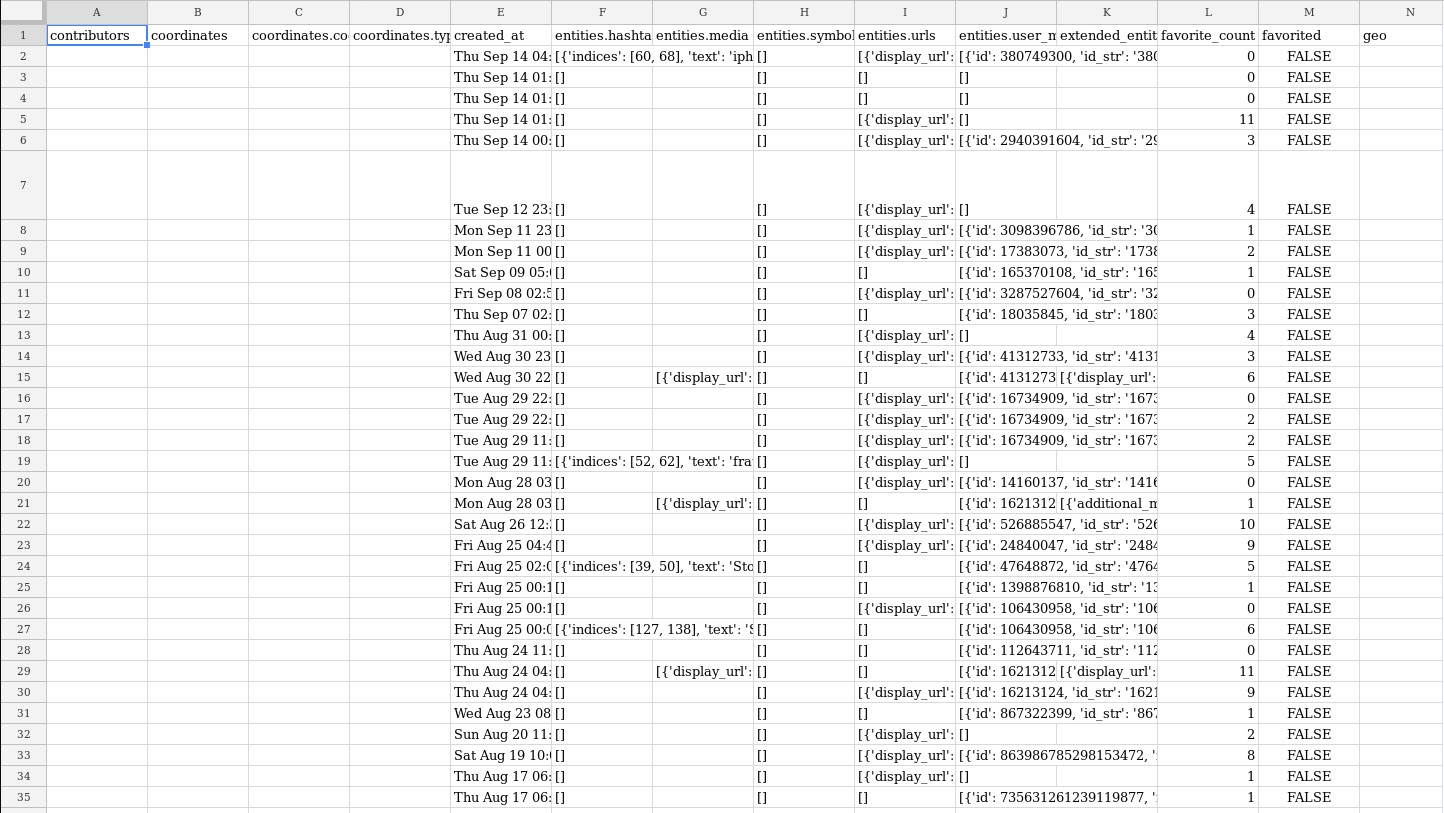 A B C D E F G H I J K L M N
1 contributors coordinates coordinates.co coordinates.typ created_at entities.hashta entities.media entities.symbol entities.urls entities.user_m extended_entit favorite_count favorited geo
2 Thu Sep 14 04: [{'indices': [60, 68], 'text': 'iph [] [{'display_url': [{'id': 380749300, 'id_str': '380 0 FALSE
3 Thu Sep 14 01: [] [] [] [] 0 FALSE
4 Thu Sep 14 01: [] [] [] [] 0 FALSE
5 Thu Sep 14 01: [] [] [{'display_url': [] 11 FALSE
6 Thu Sep 14 00: [] [] [{'display_url': [{'id': 2940391604, 'id_str': '29 3 FALSE
7 Tue Sep 12 23: [] [] [{'display_url': [] 4 FALSE
8 Mon Sep 11 23 [] [] [{'display_url': [{'id': 3098396786, 'id_str': '30 1 FALSE
9 Mon Sep 11 00 [] [] [{'display_url': [{'id': 17383073, 'id_str': '1738 2 FALSE
10 Sat Sep 09 05:0 [] [] [] [{'id': 165370108, 'id_str': '165 1 FALSE
11 Fri Sep 08 02:5 [] [] [{'display_url': [{'id': 3287527604, 'id_str': '32 0 FALSE
12 Thu Sep 07 02: [] [] [] [{'id': 18035845, 'id_str': '1803 3 FALSE
13 Thu Aug 31 00: [] [] [{'display_url': [] 4 FALSE
14 Wed Aug 30 23 [] [] [{'display_url': [{'id': 41312733, 'id_str': '4131 3 FALSE
15 Wed Aug 30 22 [] [{'display_url': [] [] [{'id': 4131273 [{'display_url': 6 FALSE
16 Tue Aug 29 22: [] [] [{'display_url': [{'id': 16734909, 'id_str': '1673 0 FALSE
17 Tue Aug 29 22: [] [] [{'display_url': [{'id': 16734909, 'id_str': '1673 2 FALSE
18 Tue Aug 29 11: [] [] [{'display_url': [{'id': 16734909, 'id_str': '1673 2 FALSE
19 Tue Aug 29 11: [{'indices': [52, 62], 'text': 'fra [] [{'display_url': [] 5 FALSE
20 Mon Aug 28 03 [] [] [{'display_url': [{'id': 14160137, 'id_str': '1416 0 FALSE
21 Mon Aug 28 03 [] [{'display_url': [] [] [{'id': 1621312 [{'additional_m 1 FALSE
22 Sat Aug 26 12: [] [] [{'display_url': [{'id': 526885547, 'id_str': '526 10 FALSE
23 Fri Aug 25 04:4 [] [] [{'display_url': [{'id': 24840047, 'id_str': '2484 9 FALSE
24 Fri Aug 25 02:0 [{'indices': [39, 50], 'text': 'Sto [] [] [{'id': 47648872, 'id_str': '4764 5 FALSE
25 Fri Aug 25 00:1 [] [] [] [{'id': 1398876810, 'id_str': '13 1 FALSE
26 Fri Aug 25 00:1 [] [] [{'display_url': [{'id': 106430958, 'id_str': '106 0 FALSE
27 Fri Aug 25 00:0 [{'indices': [127, 138], 'text': 'S [] [] [{'id': 106430958, 'id_str': '106 6 FALSE
28 Thu Aug 24 11: [] [] [] [{'id': 112643711, 'id_str': '112 0 FALSE
29 Thu Aug 24 04: [] [{'display_url': [] [] [{'id': 1621312 [{'display_url': 11 FALSE
30 Thu Aug 24 04: [] [] [{'display_url': [{'id': 16213124, 'id_str': '1621 9 FALSE
31 Wed Aug 23 08 [] [] [] [{'id': 867322399, 'id_str': '867 1 FALSE
32 Sun Aug 20 11: [] [] [{'display_url': [] 2 FALSE
33 Sat Aug 19 10:0 [] [] [{'display_url': [{'id': 863986785298153472, ' 8 FALSE
34 Thu Aug 17 06: [] [] [{'display_url': [] 1 FALSE
35 Thu Aug 17 06: [] [] [] [{'id': 735631261239119877, ' 1 FALSE